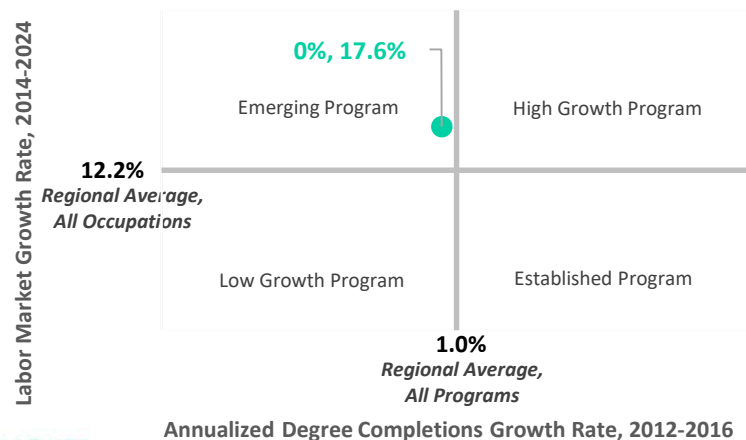 0%, 17.6%
Emerging Program
High Growth Program
Labor Market Growth Rate, 2014-2024
12.2%
Regional Average,
All Occupations
Low Growth Program
Established Program
1.0%
Regional Average,
All Programs
Annualized Degree Completions Growth Rate, 2012-2016